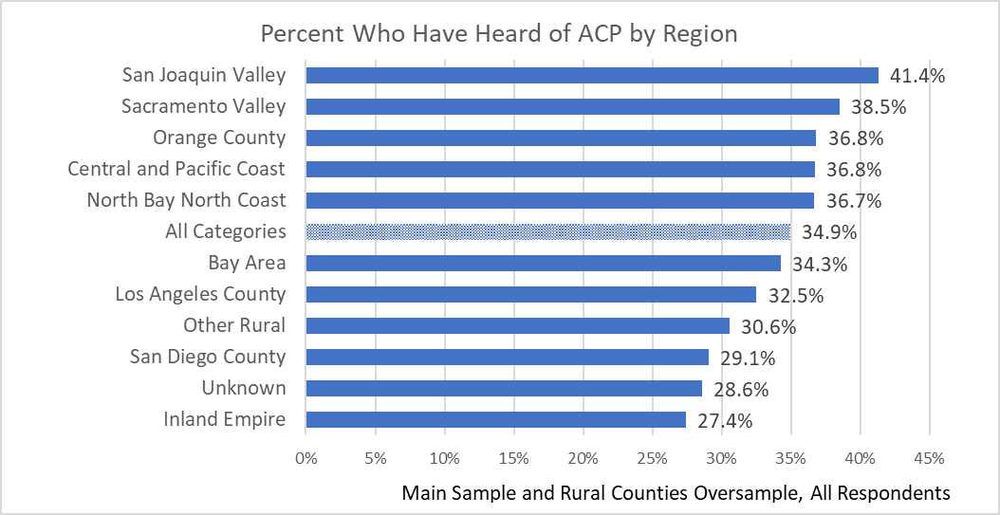 Percent Who Have Heard of ACP by Region
San Joaquin Valley 41.4%
Sacramento Valley 38.5%
Orange County 36.8%
Central and Pacific Coast 36.8%
North Bay North Coast 36.7%
All Categories 34.9%
Bay Area 34.3%
Los Angeles County 32.5%
Other Rural 30.6%
San Diego County 29.1%
Unknown 28.6%
Inland Empire 27.4%
0% 5% 10% 15% 20% 25% 30% 35% 40% 45%
Main Sample and Rural Counties Oversample, All Respondents